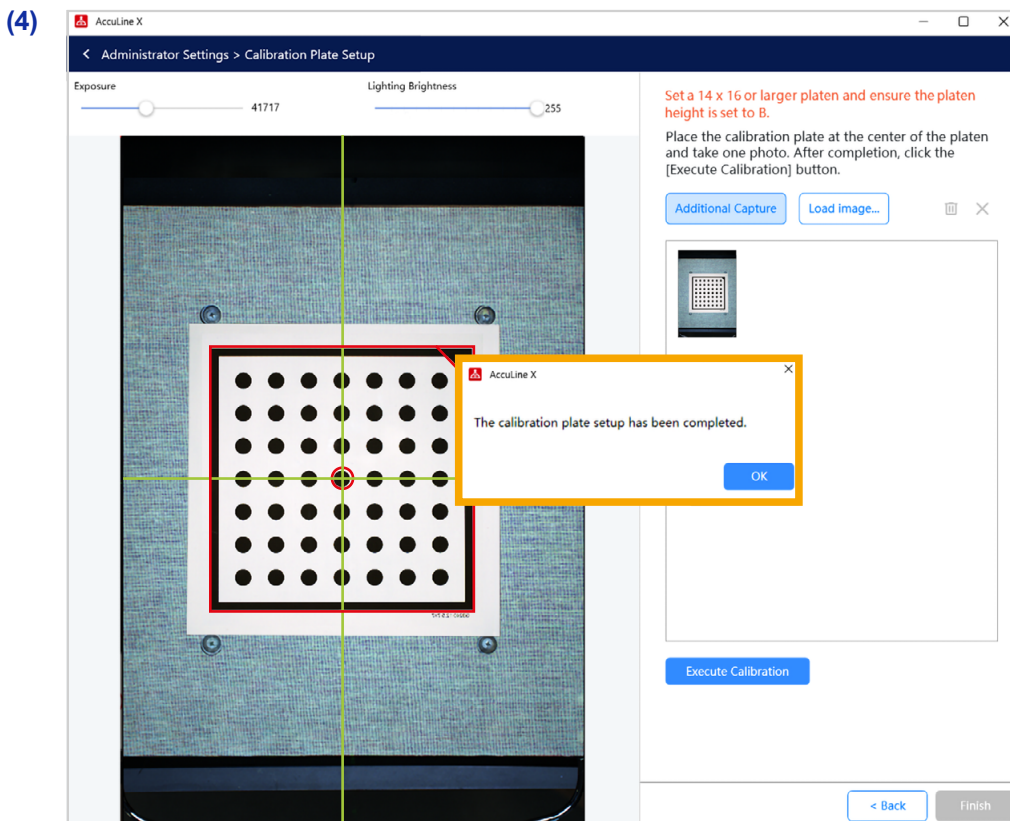 (4)
AccuLine X
Administrator Settings > Calibration Plate Setup
Exposure
41717
Lighting Brightness
255
Set a 14 x 16 or larger platen and ensure the platen
height is set to B.
Place the calibration plate at the center of the platen
and take one photo. After completion, click the
[Execute Calibration] button.
Additional Capture
Load image...
AccuLine X
The calibration plate setup has been completed.
OK
Execute Calibration
< Back
Finish